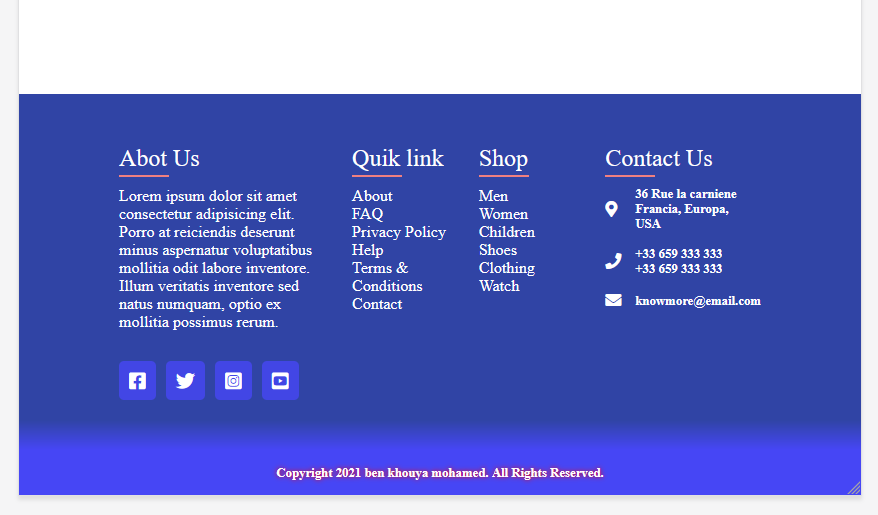 Abot Us
Lorem ipsum dolor sit amet
consectetur adipisicing elit.
Porro at reiciendis deserunt
minus aspernatur voluptatibus
mollitia odit labore inventore.
Illum veritatis inventore sed
natus numquam, optio ex
mollitia possimus rerum.
Quik link
About
FAQ
Privacy Policy
Help
Terms &
Conditions
Contact
Shop
Men
Women
Children
Shoes
Clothing
Watch
Contact Us
36 Rue la carniene
Francia, Europa,
USA
+33 659 333 333
+33 659 333 333
knowmore@email.com
Copyright 2021 ben khouya mohamed. All Rights Reserved.